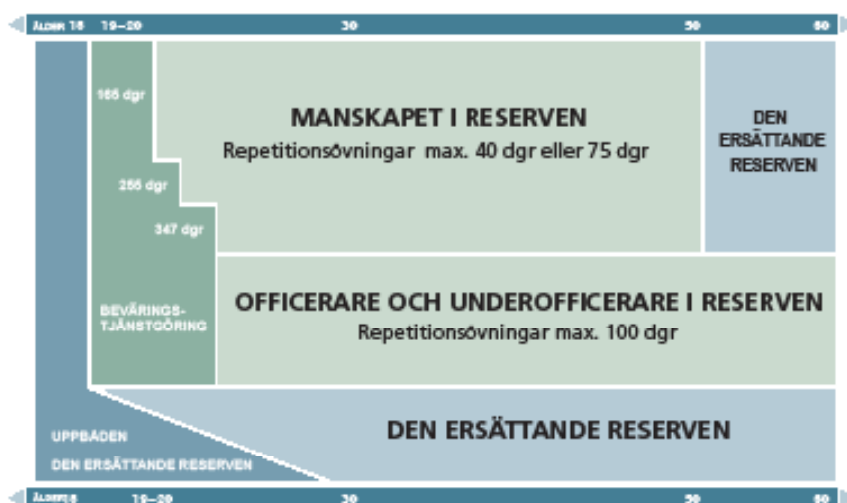 ÅLDER 18 19–20 30 50 60
165 dgr
MANSKAPET I RESERVEN
Repetitionsövningar max. 40 dgr eller 75 dgr
DEN
ERSÄTTANDE
RESERVEN
255 dgr
347 dgr
BEVÄRINGS-
TJÄNSTGÖRING
OFFICERARE OCH UNDEROFFICERARE I RESERVEN
Repetitionsövningar max. 100 dgr
DEN ERSÄTTANDE RESERVEN
UPPBÅDEN
DEN ERSÄTTANDE RESERVEN
19–20 30 50 60